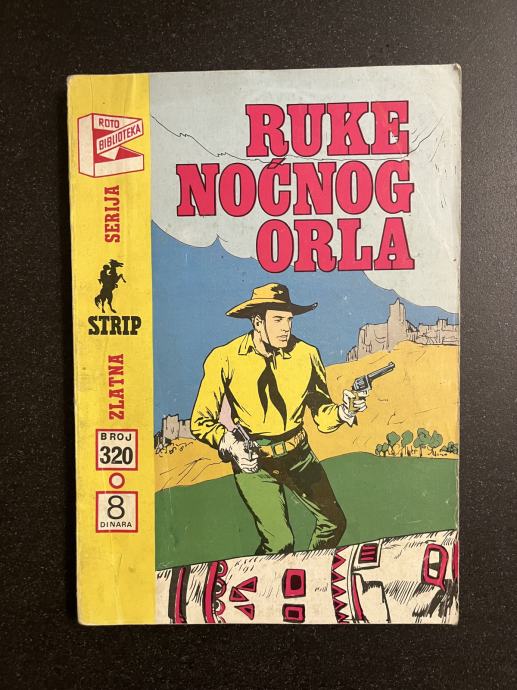 ROTO
BIBLIOTEKA
RUKE
NOĆNOG
ORLA
ZLATNA SERIJA
STRIP
BROJ
320
8
DINARA